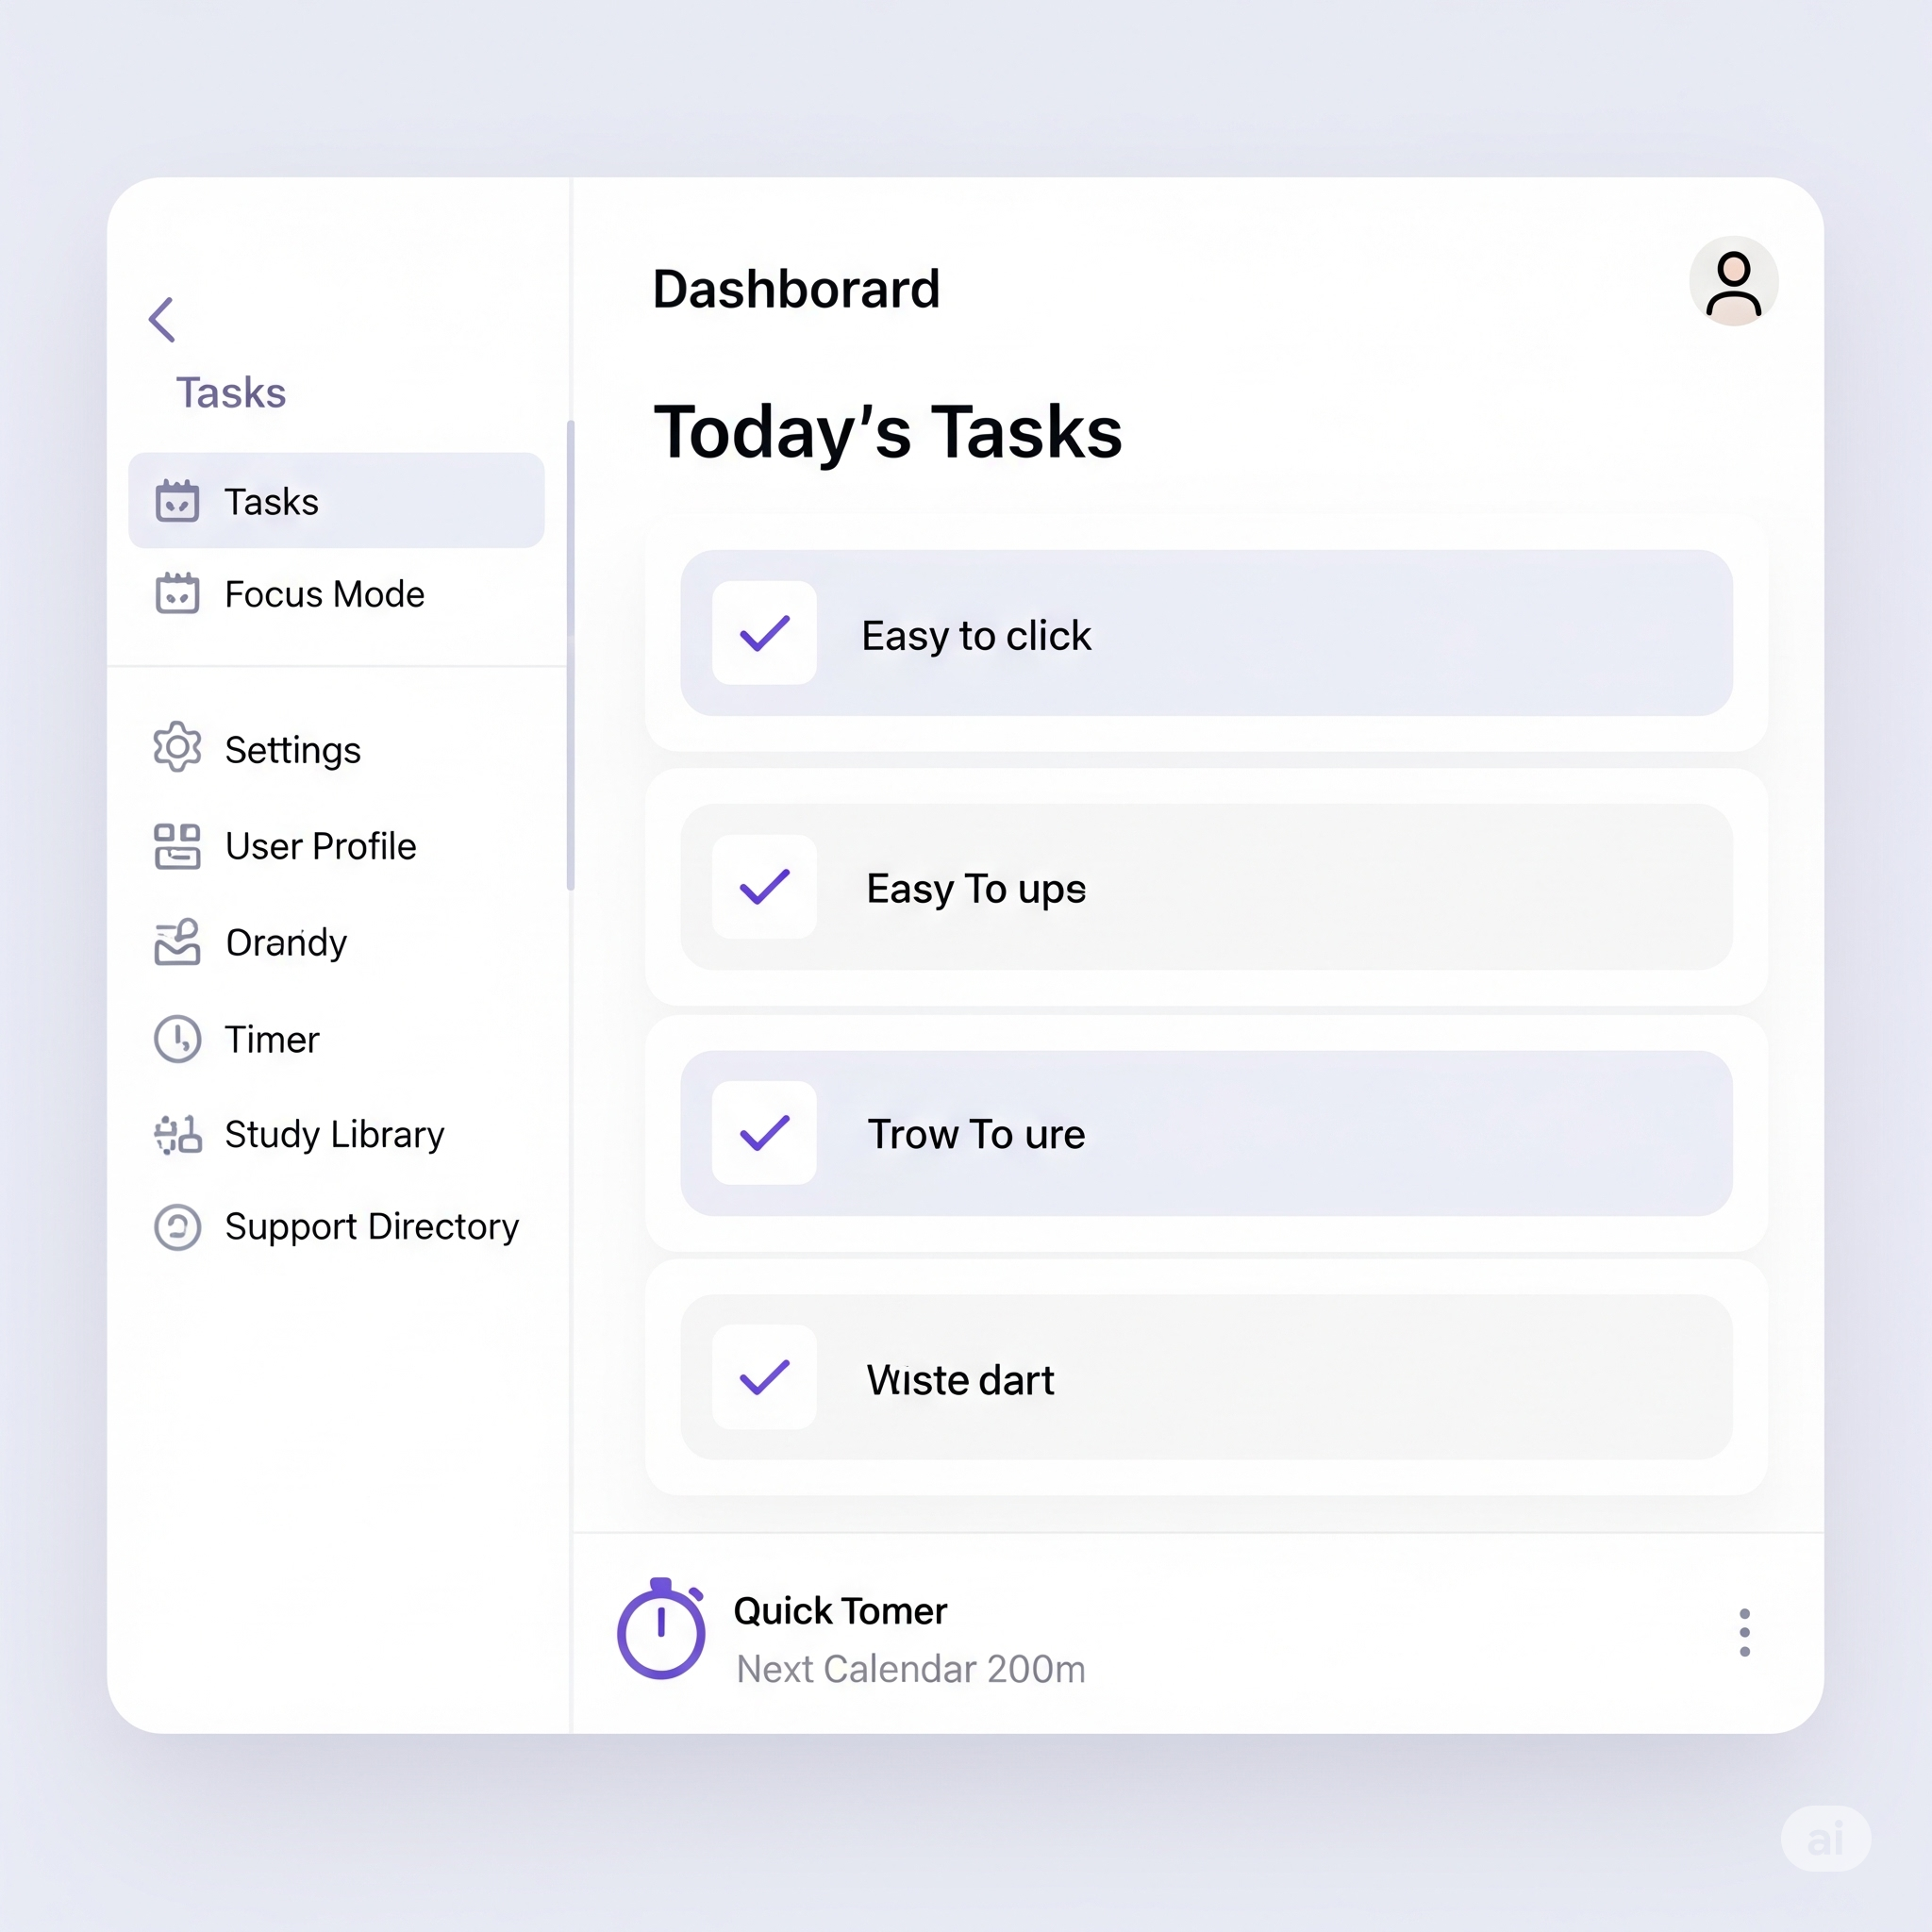 Tasks
Tasks
Focus Mode
Settings
User Profile
Orandy
Timer
Study Library
Support Directory
Dashborard
Today's Tasks
Easy to click
Easy To ups
Trow To ure
Wiste dart
Quick Tomer
Next Calendar 200m
ai